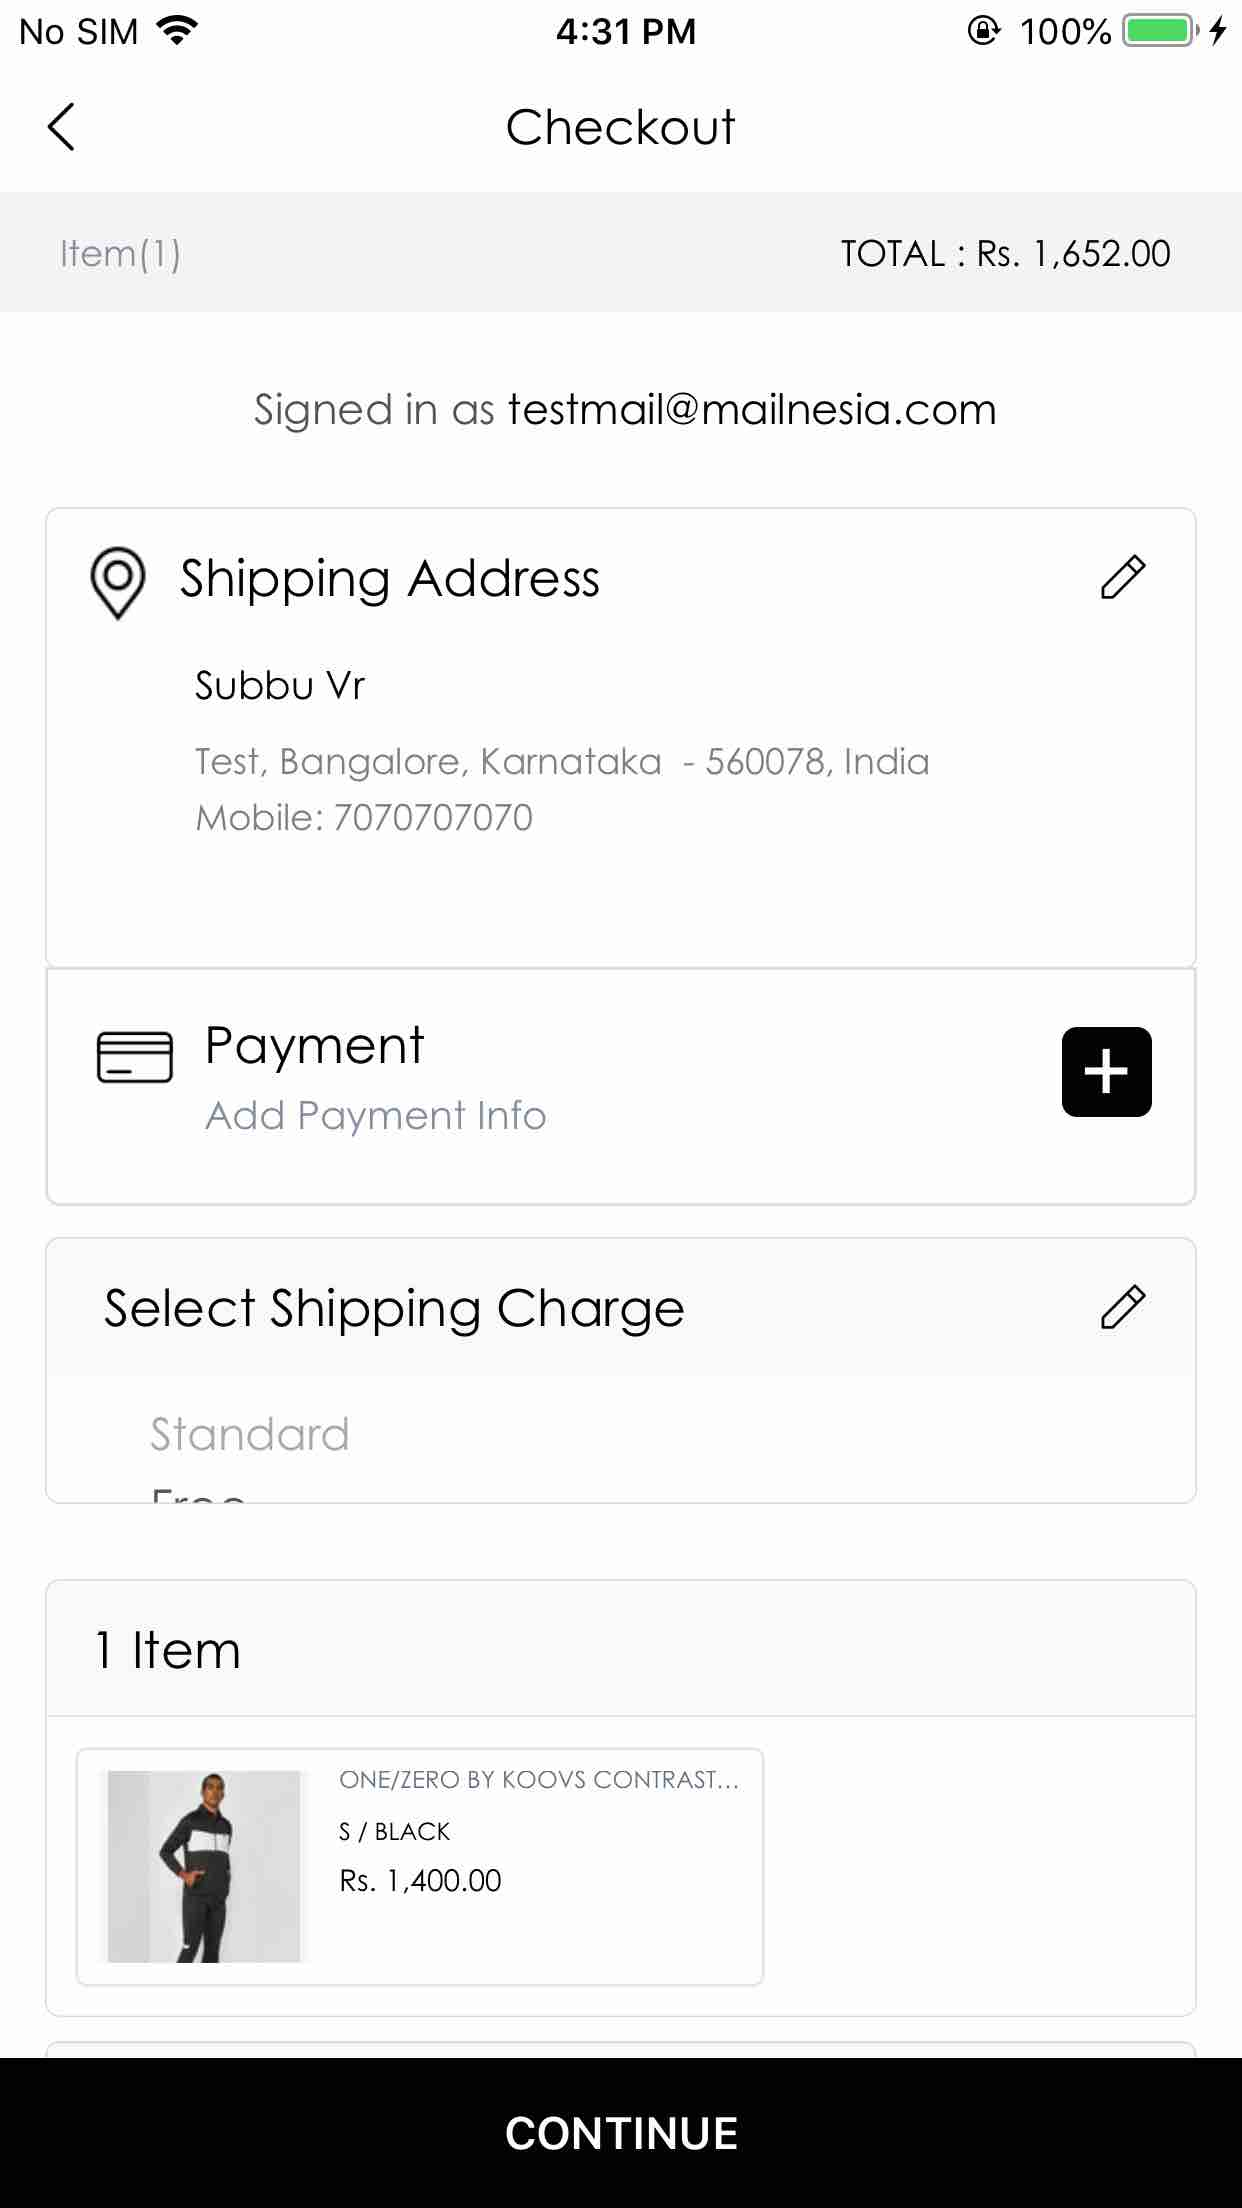 No SIM 4:31 PM 100%
Checkout
Item(1) TOTAL : Rs. 1,652.00
Signed in as testmail@mailnesia.com
Shipping Address
Subbu Vr
Test, Bangalore, Karnataka  - 560078, India
Mobile: 7070707070
Payment
Add Payment Info
Select Shipping Charge
Standard
Free
1 Item
ONE/ZERO BY KOOVS CONTRAST...
S / BLACK
Rs. 1,400.00
CONTINUE